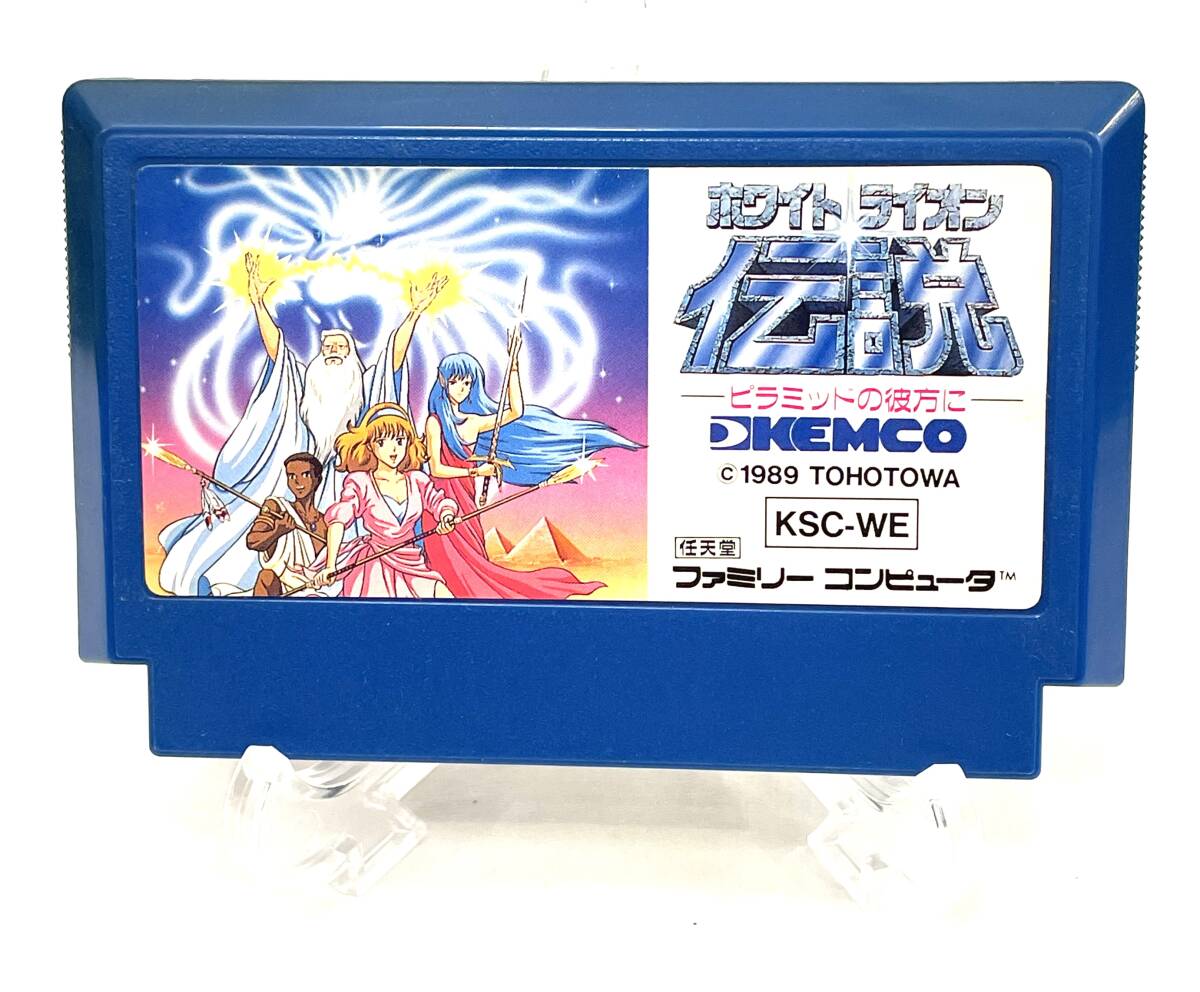 ホワイト ライオン
伝説
ピラミッドの彼方に
KEMCO
© 1989 TOHOTOWA
KSC-WE
任天堂
ファミリー コンピュータ™